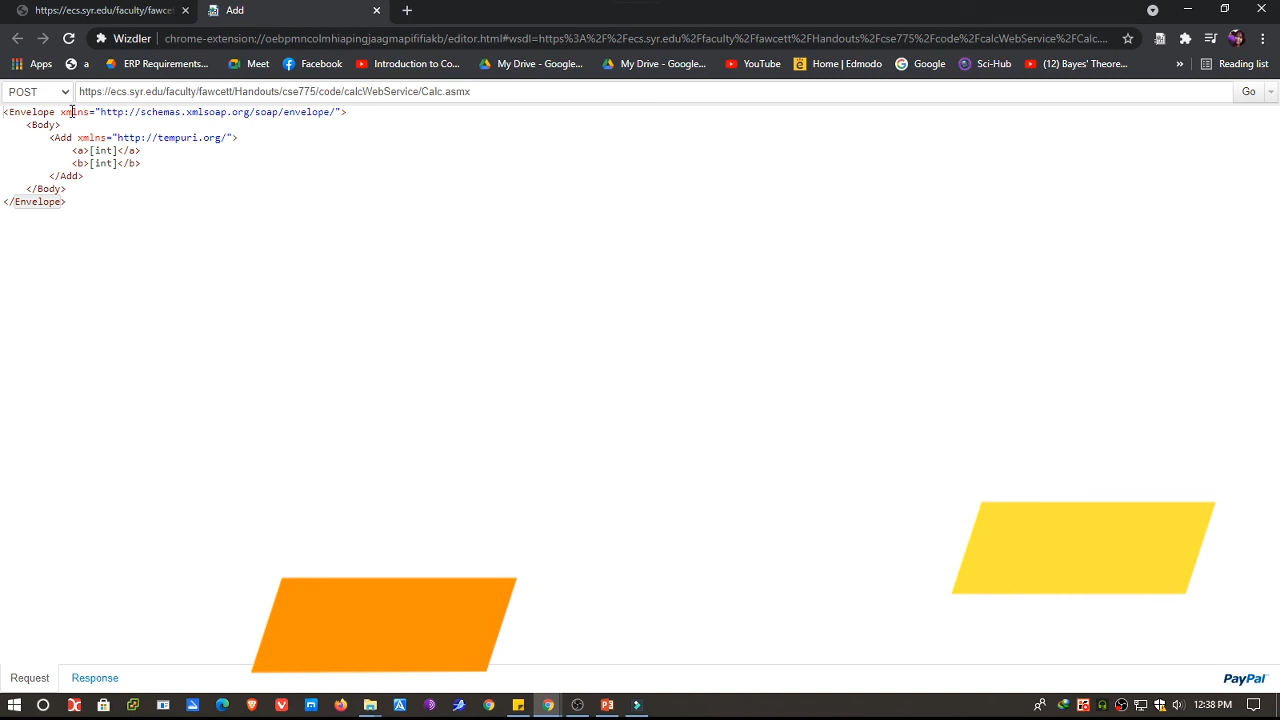 https://ecs.syr.edu/faculty/fawce
Add
Wizdler
chrome-extension://oebpmncolmhiapingjaagmapififiakb/editor.html#wsdl=https%3A%2F%2Fecs.syr.edu%2Ffaculty%2Ffawcett%2FHandouts%2Fcse775%2Fcode%2FcalcWebService%2FCalc....
Apps
a
ERP Requirements...
Meet
Facebook
Introduction to Co...
My Drive - Google...
My Drive - Google...
YouTube
Home | Edmodo
Google
Sci-Hub
(12) Bayes' Theore...
»
Reading list
POST
https://ecs.syr.edu/faculty/fawcett/Handouts/cse775/code/calcWebService/Calc.asmx
Go
<Envelope xmlns="http://schemas.xmlsoap.org/soap/envelope/">
<Body>
<Add xmlns="http://tempuri.org/">
<a>[int]</a>
<b>[int]</b>
</Add>
</Body>
</Envelope>
Request
Response
PayPal
12:38 PM